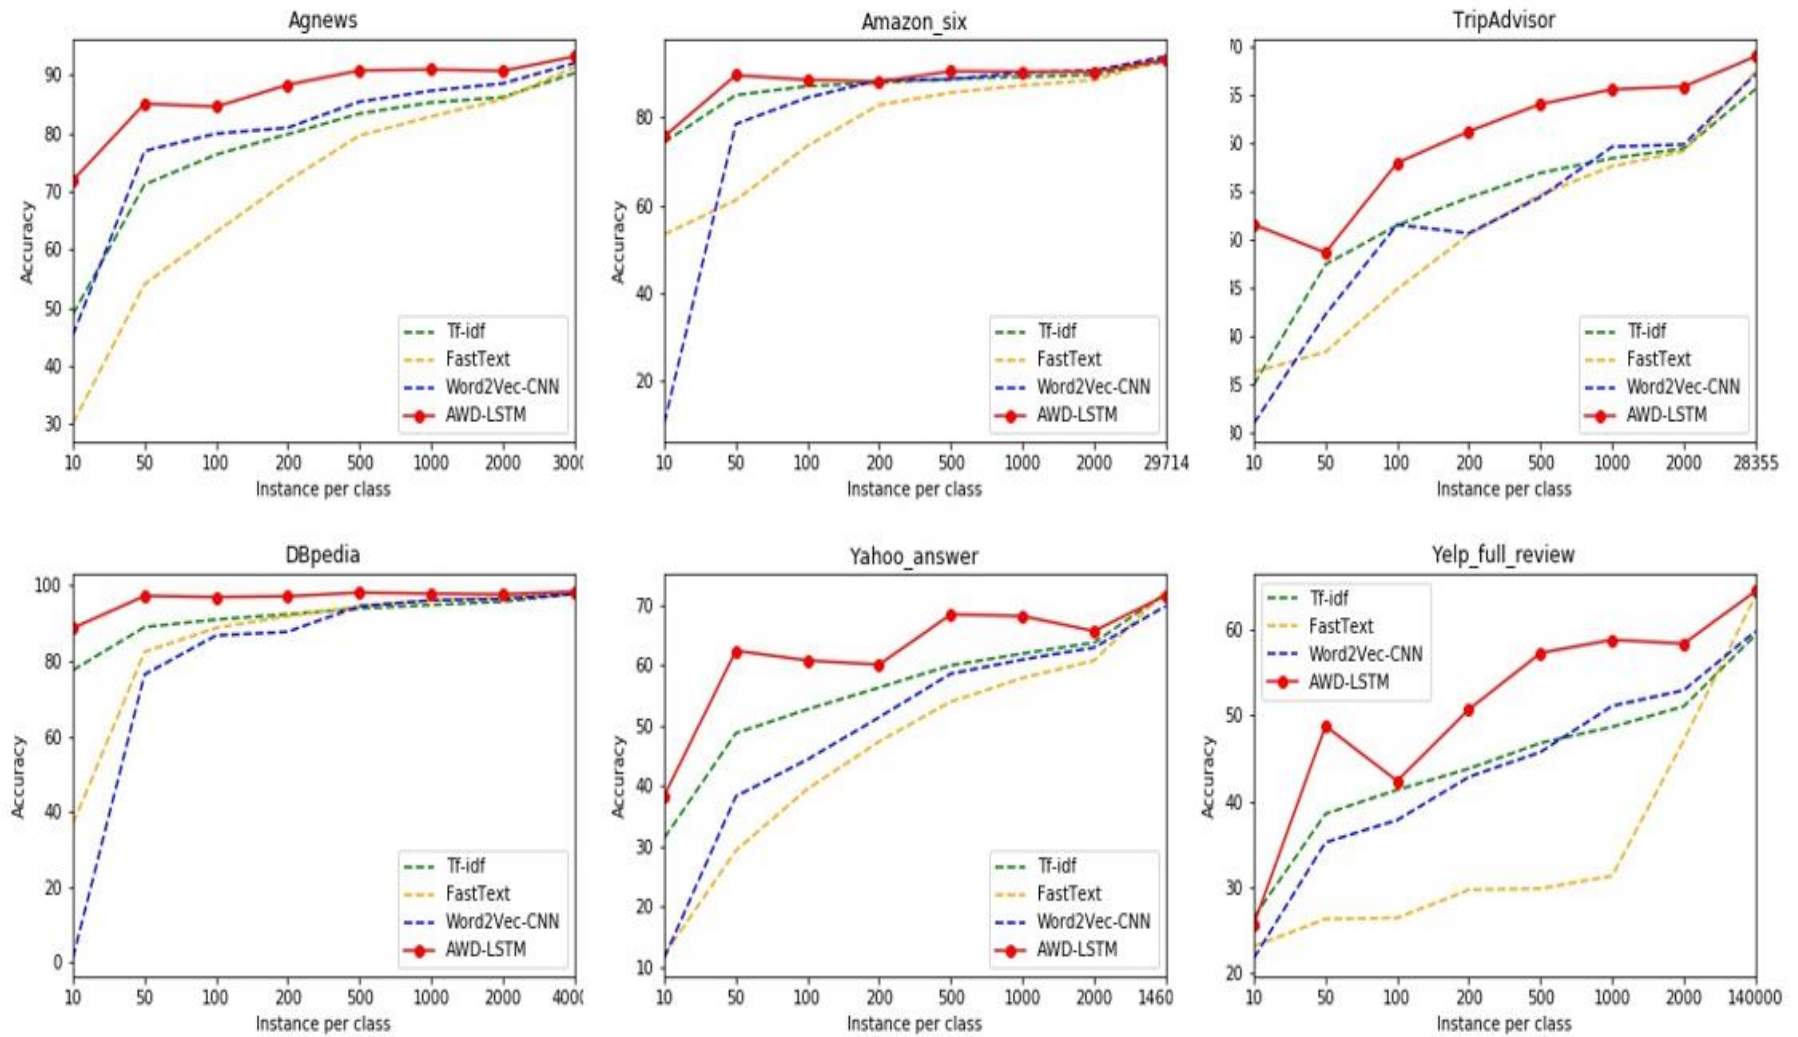 Agnews
90
80
70
60
50
40
30
Accuracy
Tf-idf
FastText
Word2Vec-CNN
AWD-LSTM
10 50 100 200 500 1000 2000 3000
Instance per class
Amazon_six
80
60
40
20
Accuracy
Tf-idf
FastText
Word2Vec-CNN
AWD-LSTM
10 50 100 200 500 1000 2000 29714
Instance per class
TripAdvisor
Tf-idf
FastText
Word2Vec-CNN
AWD-LSTM
10 50 100 200 500 1000 2000 28355
Instance per class
DBpedia
100
80
60
40
20
0
Accuracy
Tf-idf
FastText
Word2Vec-CNN
AWD-LSTM
10 50 100 200 500 1000 2000 4000
Instance per class
Yahoo_answer
70
60
50
40
30
20
10
Accuracy
Tf-idf
FastText
Word2Vec-CNN
AWD-LSTM
10 50 100 200 500 1000 2000 1460
Instance per class
Yelp_full_review
Tf-idf
FastText
Word2Vec-CNN
AWD-LSTM
60
50
40
30
20
Accuracy
10 50 100 200 500 1000 2000 140000
Instance per class